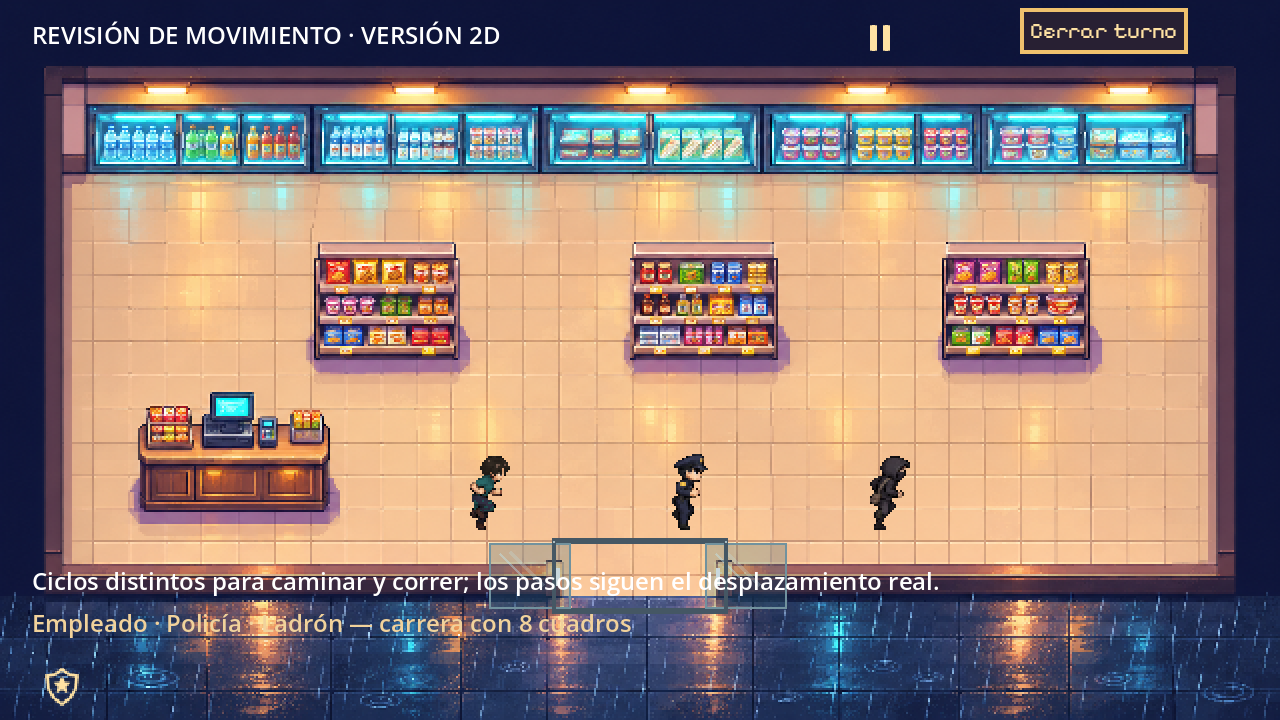 REVISIÓN DE MOVIMIENTO · VERSIÓN 2D
Cerrar turno
Ciclos distintos para caminar y correr; los pasos siguen el desplazamiento real.
Empleado · Policía · Ladrón — carrera con 8 cuadros